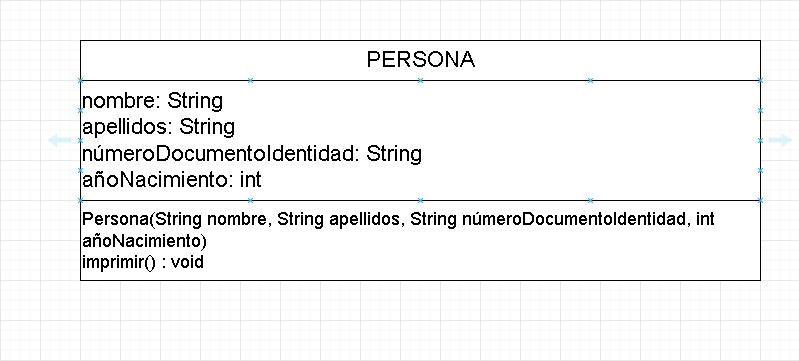 PERSONA
nombre: String
apellidos: String
númeroDocumentoIdentidad: String
añoNacimiento: int
Persona(String nombre, String apellidos, String númeroDocumentoIdentidad, int
añoNacimiento)
imprimir() : void